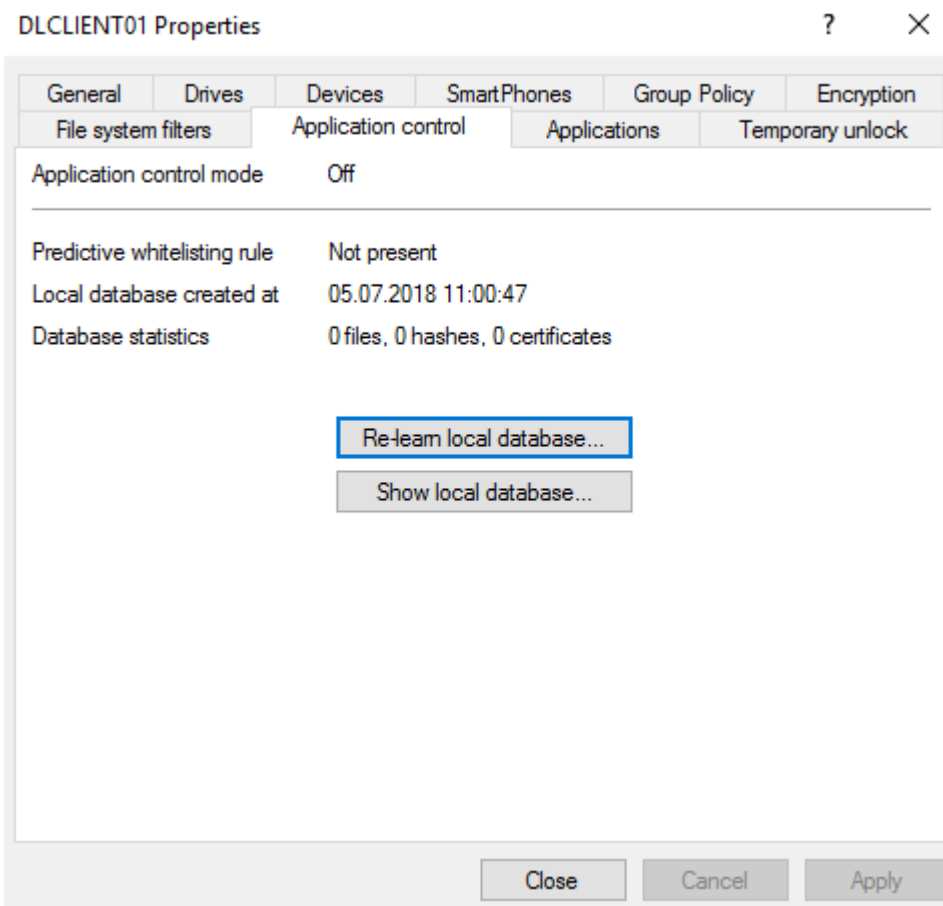 DLCLIENT01 Properties ? ×
General Drives Devices SmartPhones Group Policy Encryption
File system filters Application control Applications Temporary unlock
Application control mode Off
Predictive whitelisting rule Not present
Local database created at 05.07.2018 11:00:47
Database statistics 0 files, 0 hashes, 0 certificates
Re-learn local database...
Show local database...
Close Cancel Apply